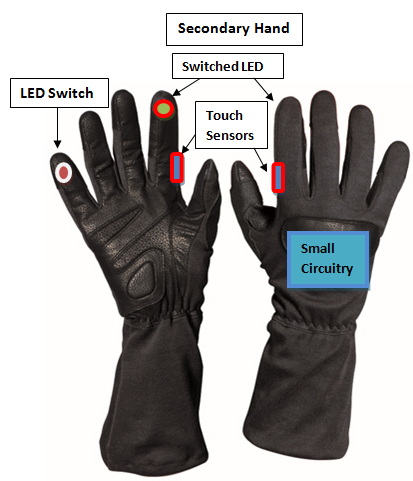 Secondary Hand
Switched LED
LED Switch
Touch
Sensors
Small
Circuitry